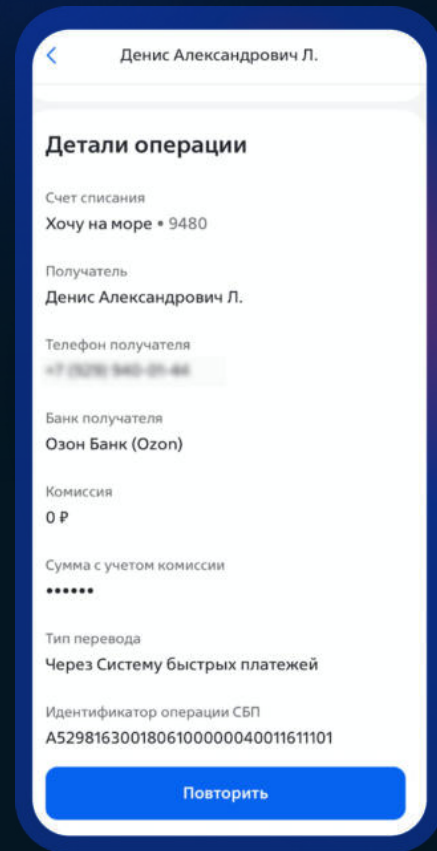 Денис Александрович Л.
Детали операции
Счет списания
Хочу на море • 9480
Получатель
Денис Александрович Л.
Телефон получателя
Банк получателя
Озон Банк (Ozon)
Комиссия
0 ₽
Сумма с учетом комиссии
••••••
Тип перевода
Через Систему быстрых платежей
Идентификатор операции СБП
A52981630018061000000040011611101
Повторить